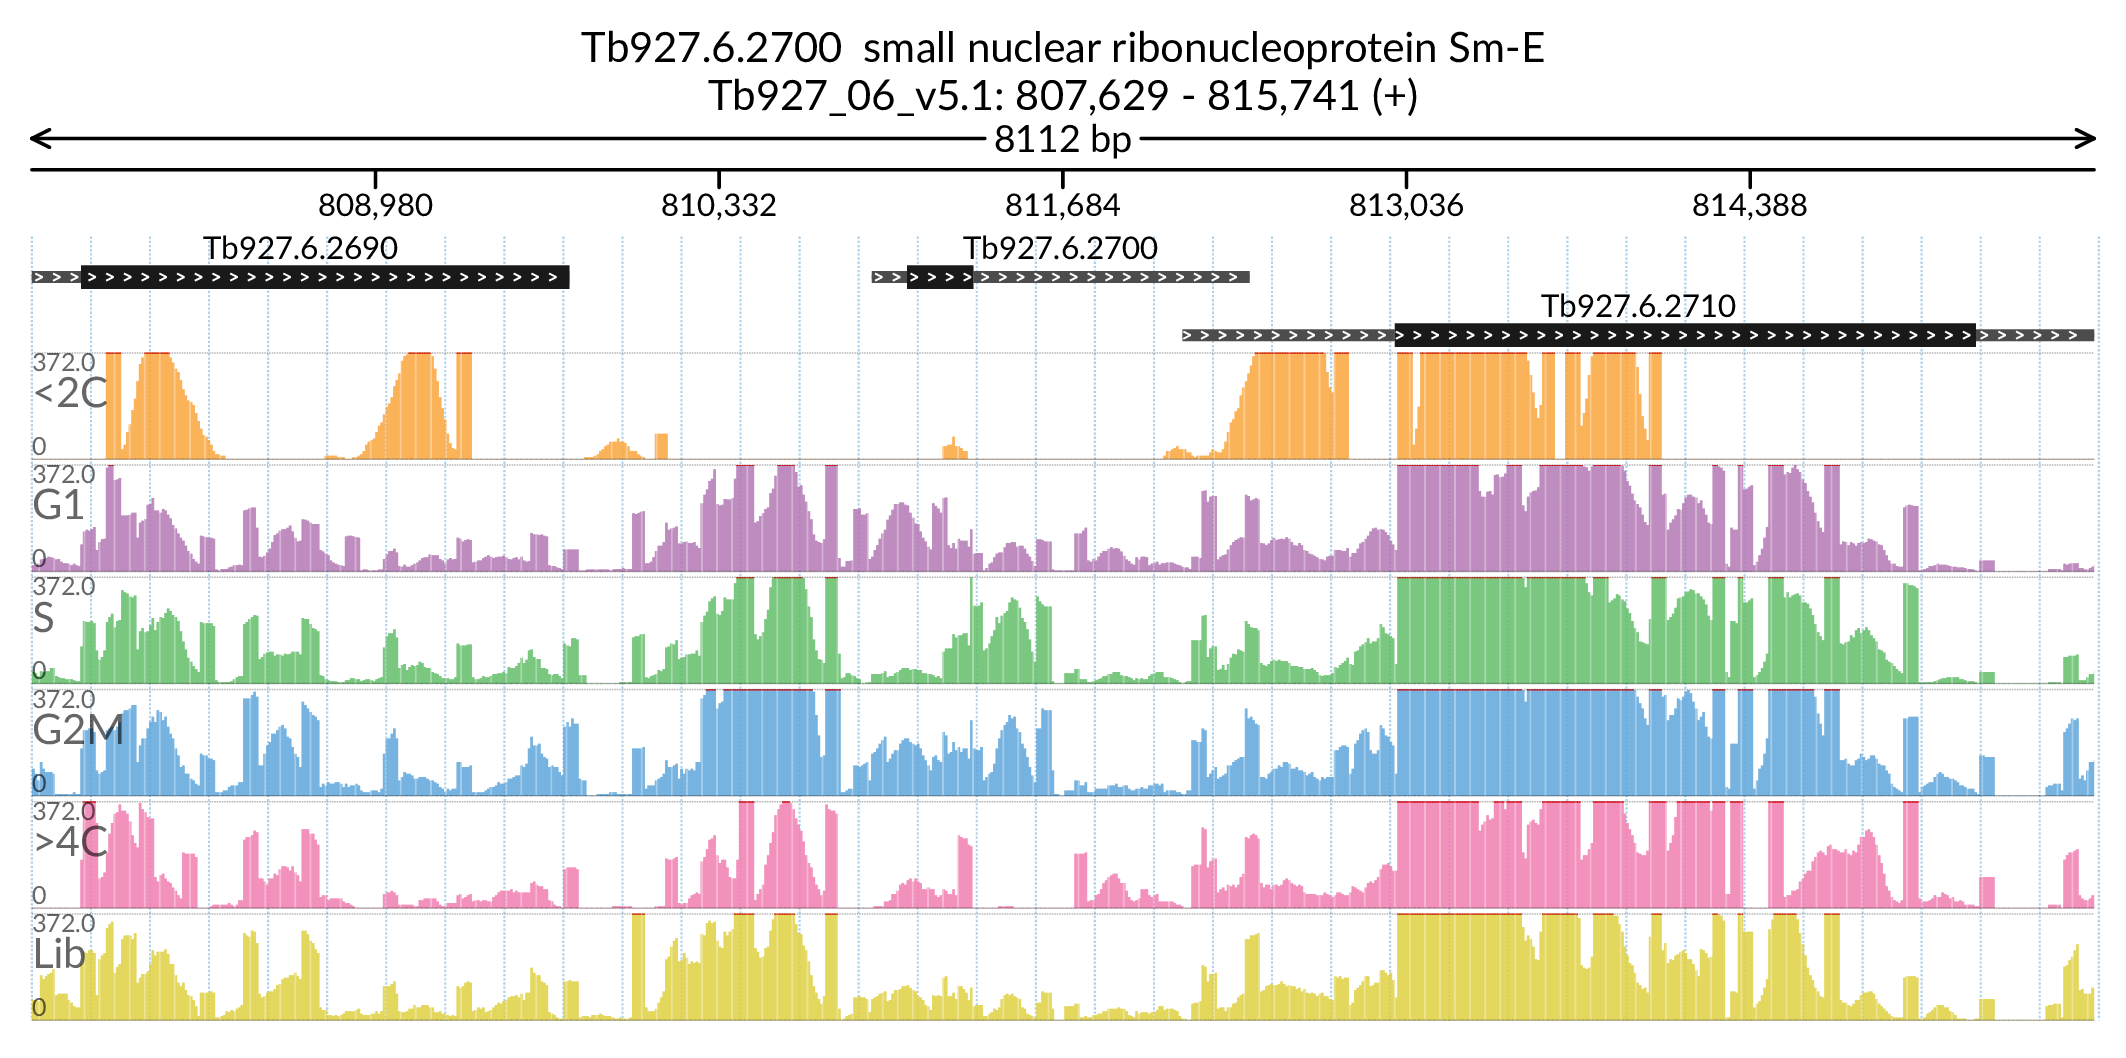 Tb927.6.2700  small nuclear ribonucleoprotein Sm-E
Tb927_06_v5.1: 807,629 - 815,741 (+)
8112 bp
808,980 810,332 811,684 813,036 814,388
Tb927.6.2690 Tb927.6.2700
Tb927.6.2710
372.0
<2C
0
372.0
G1
0
372.0
S
0
372.0
G2M
0
372.0
>4C
0
372.0
Lib
0